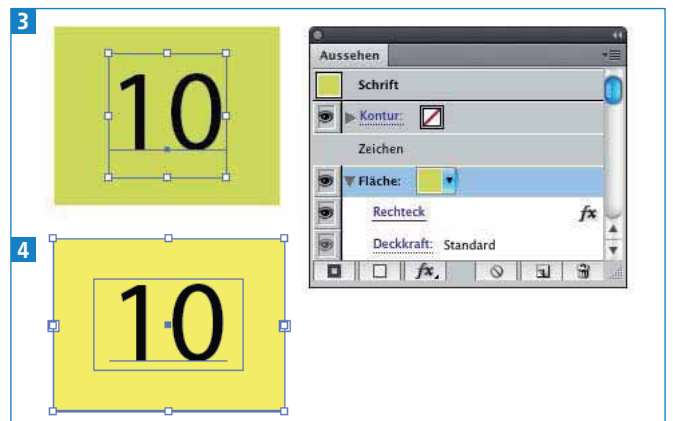 3
10
Aussehen
Schrift
Kontur:
Zeichen
Fläche:
Rechteck
fx
Deckkraft: Standard
fx
4
10